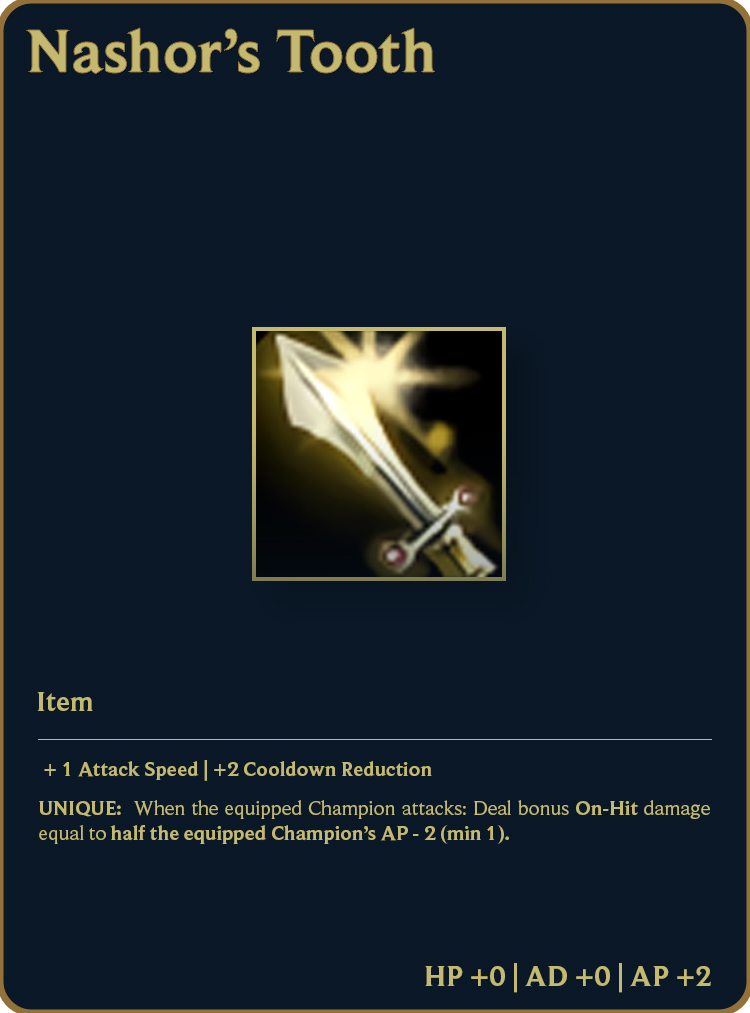 Nashor’s Tooth
Item
+ 1 Attack Speed | +2 Cooldown Reduction
UNIQUE: When the equipped Champion attacks: Deal bonus On-Hit damage
equal to half the equipped Champion’s AP - 2 (min 1).
HP +0 | AD +0 | AP +2